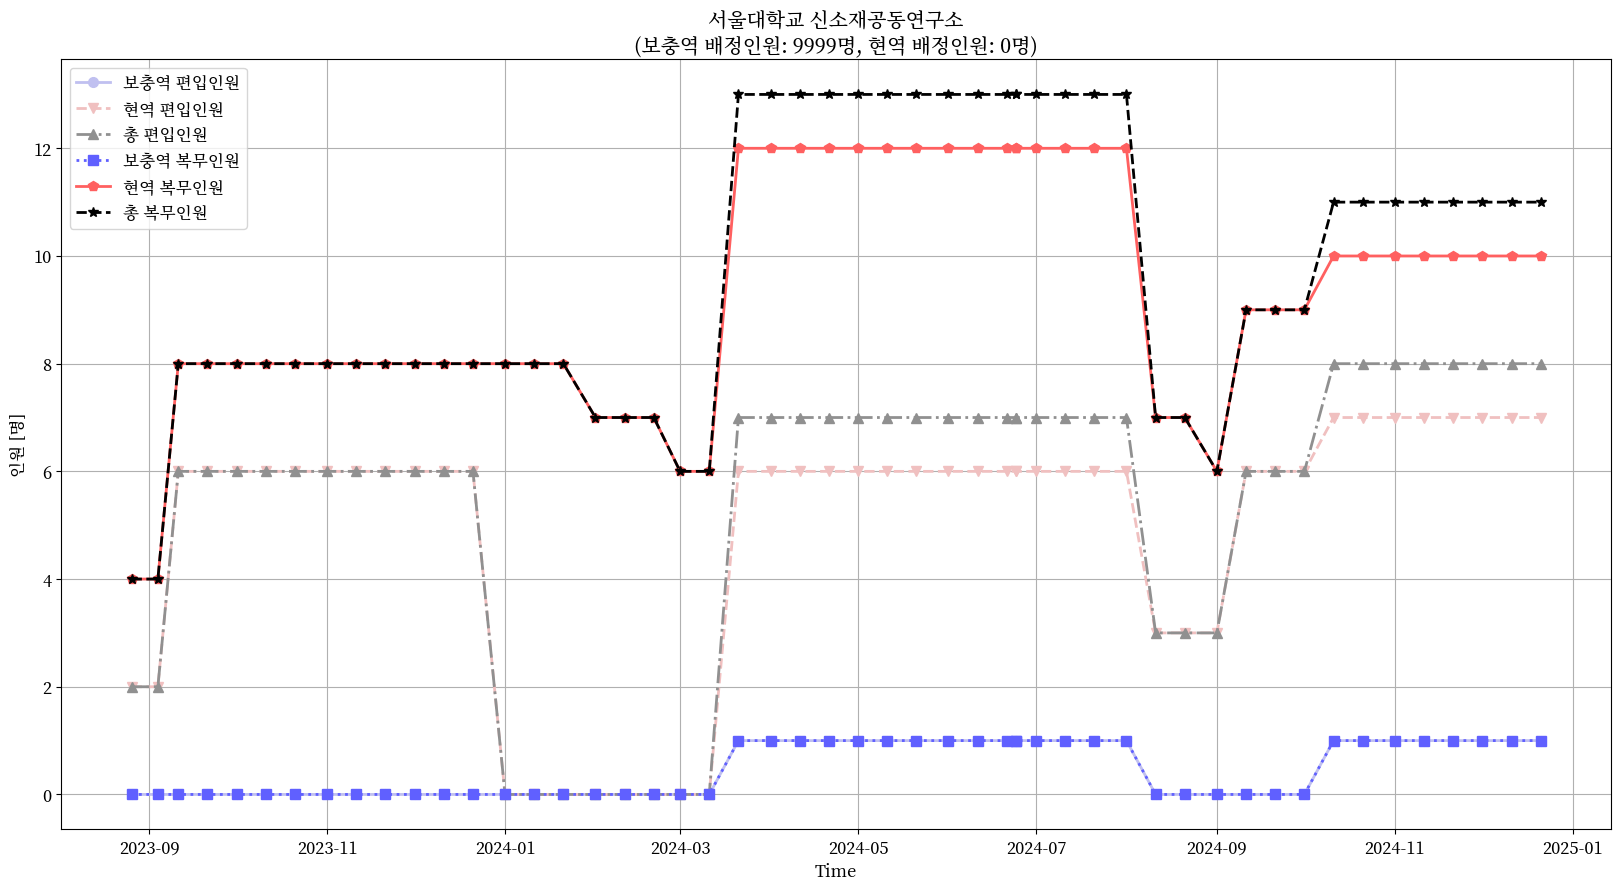 서울대학교 신소재공동연구소
(보충역 배정인원: 9999명, 현역 배정인원: 0명)
보충역 편입인원
현역 편입인원
총 편입인원
보충역 복무인원
현역 복무인원
총 복무인원
인원 [명]
12
10
8
6
4
2
0
2023-09 2023-11 2024-01 2024-03 2024-05 2024-07 2024-09 2024-11 2025-01
Time